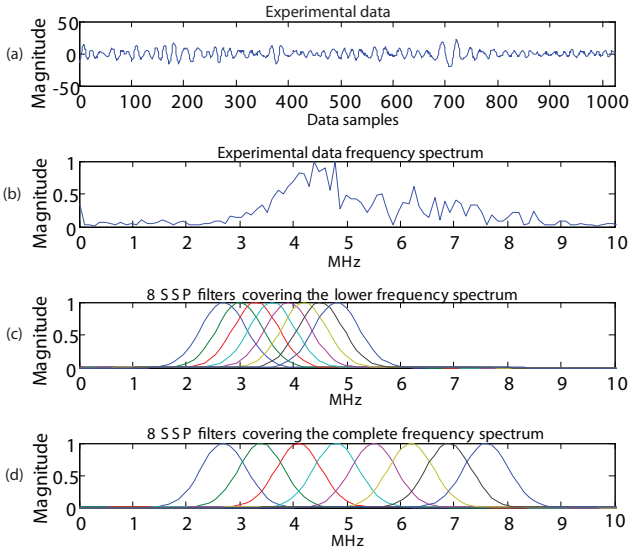 Experimental data
(a)
Magnitude
50
0
-50
0 100 200 300 400 500 600 700 800 900 1000
Data samples
Experimental data frequency spectrum
(b)
Magnitude
1
0.5
0
0 1 2 3 4 5 6 7 8 9 10
MHz
8 SSP filters covering the lower frequency spectrum
(c)
Magnitude
1
0.5
0
0 1 2 3 4 5 6 7 8 9 10
MHz
8 SSP filters covering the complete frequency spectrum
(d)
Magnitude
1
0.5
0
0 1 2 3 4 5 6 7 8 9 10
MHz